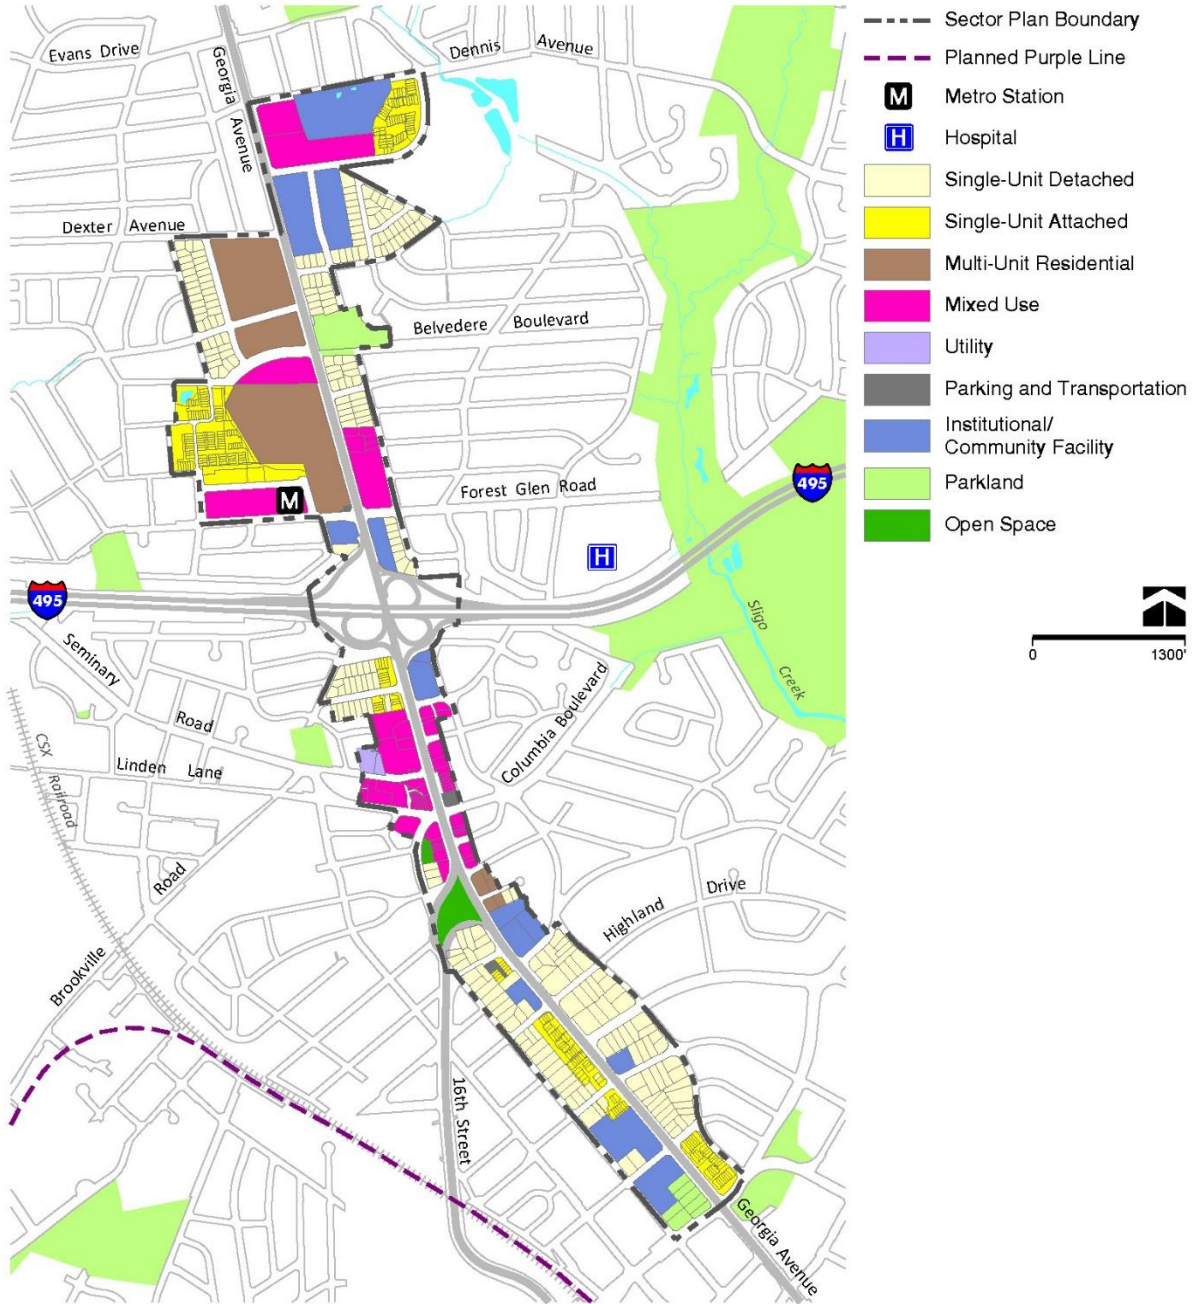 Sector Plan Boundary
Planned Purple Line
M
Metro Station
H
Hospital
Single-Unit Detached
Single-Unit Attached
Multi-Unit Residential
Mixed Use
Utility
Parking and Transportation
Institutional/
Community Facility
Parkland
Open Space
0
1300'
Evans Drive
Georgia
Avenue
Dennis Avenue
Dexter Avenue
Belvedere Boulevard
Forest Glen Road
M
495
H
495
Seminary
Road
Sligo
Creek
Columbia Boulevard
CSX
Railroad
Linden Lane
Road
Brookville
Highland Drive
16th Street
Georgia Avenue